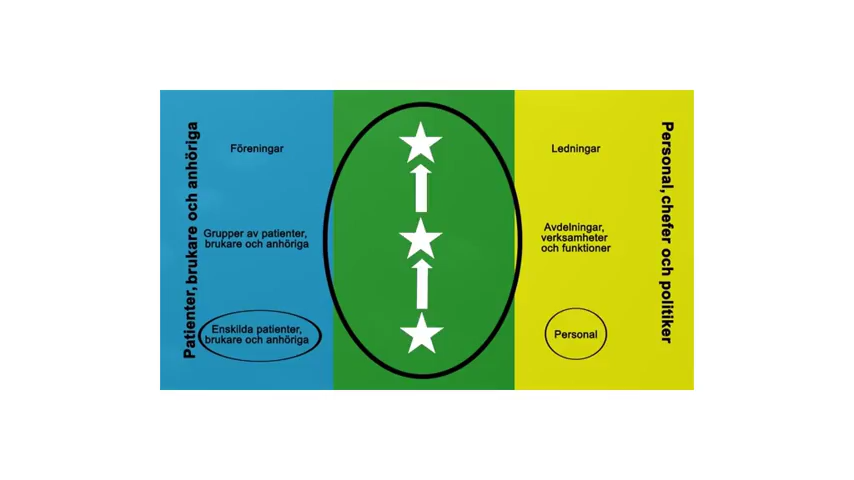 Patienter, brukare och anhöriga
Föreningar
Grupper av patienter,
brukare och anhöriga
Enskilda patienter,
brukare och anhöriga
Ledningar
Avdelningar,
verksamheter
och funktioner
Personal
Personal, chefer och politiker